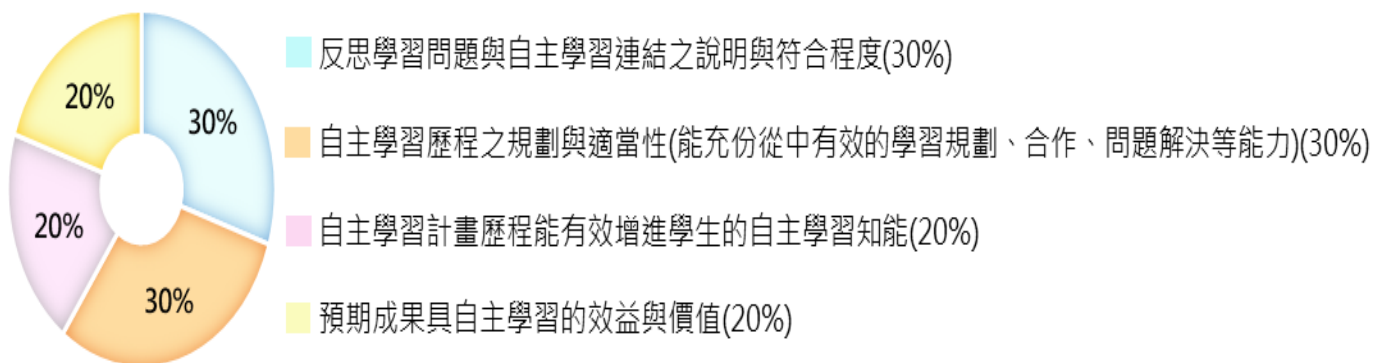 20%
30%
20%
30%
反思學習問題與自主學習連結之說明與符合程度(30%)
自主學習歷程之規劃與適當性(能充份從中有效的學習規劃、合作、問題解決等能力)(30%)
自主學習計畫歷程能有效增進學生的自主學習知能(20%)
預期成果具自主學習的效益與價值(20%)